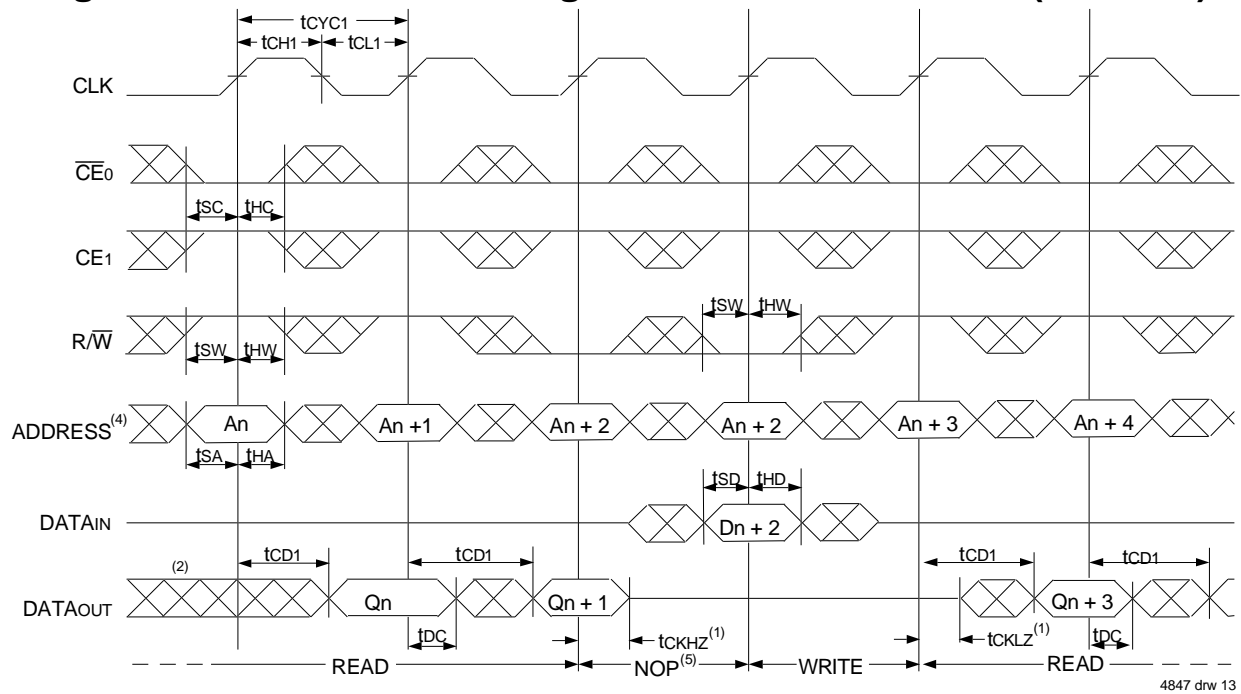 tCYC1
tCH1 tCL1
CLK
CE0
tSC tHC
CE1
tSW tHW
R/W
tSW tHW
ADDRESS(4) An An +1 An + 2 An + 2 An + 3 An + 4
tSA tHA
tSD tHD
DATAIN Dn + 2
(2) tCD1 tCD1 tCD1 tCD1
DATAOUT Qn Qn + 1 Qn + 3
tDC tCKHZ(1) tCKLZ(1) tDC
READ NOP(5) WRITE READ
4847 drw 13